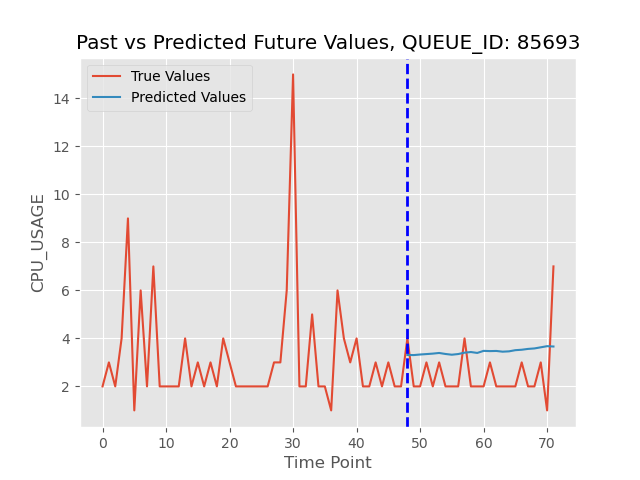 Past vs Predicted Future Values, QUEUE_ID: 85693
True Values
Predicted Values
CPU_USAGE
14
12
10
8
6
4
2
0 10 20 30 40 50 60 70
Time Point